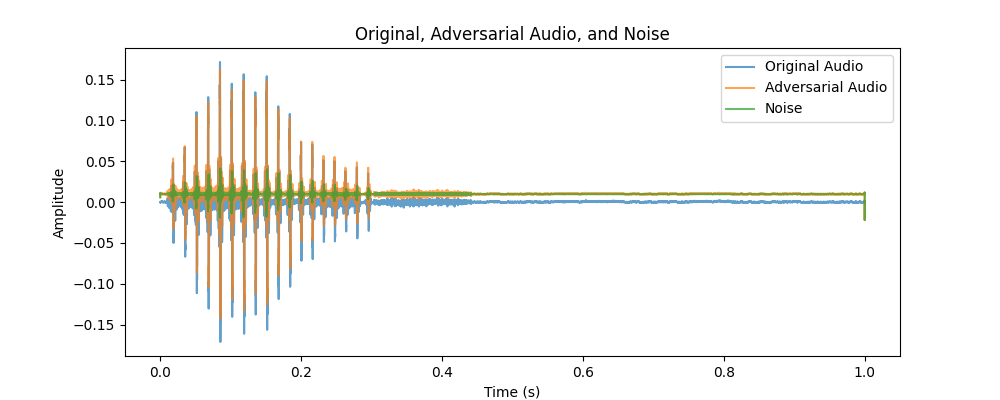 Original, Adversarial Audio, and Noise
Original Audio
Adversarial Audio
Noise
Amplitude
0.15
0.10
0.05
0.00
−0.05
−0.10
−0.15
0.0 0.2 0.4 0.6 0.8 1.0
Time (s)